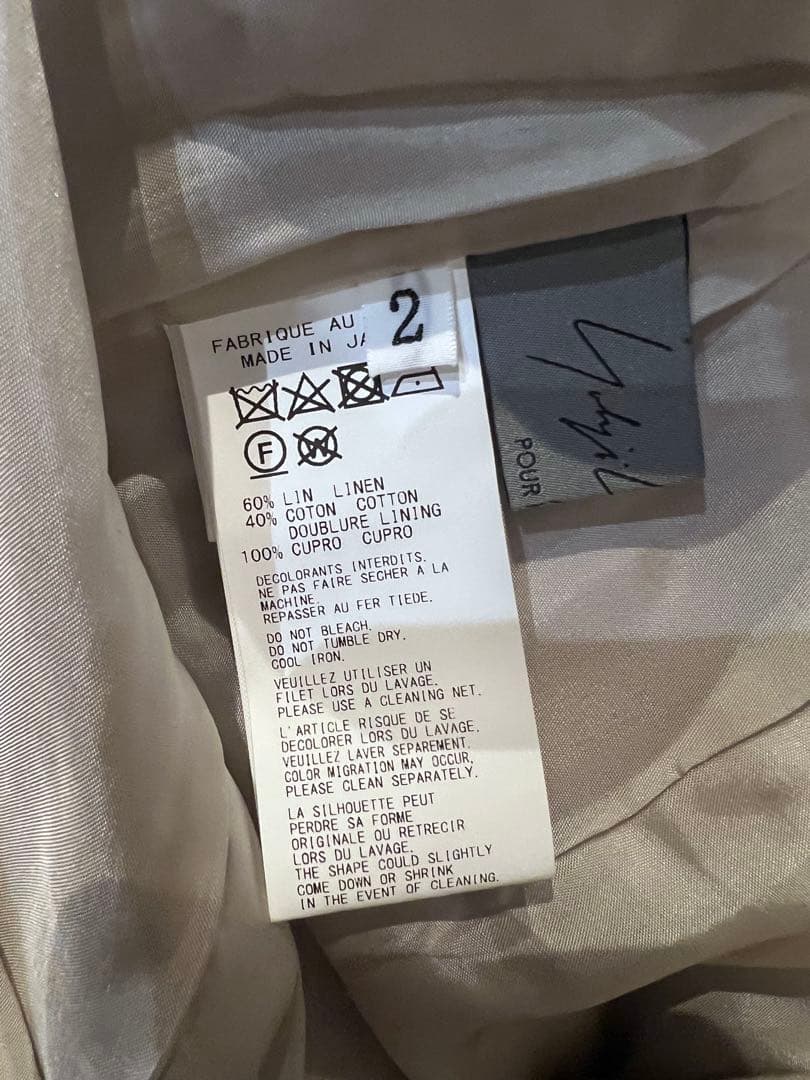 2
FABRIQUE AU
MADE IN JA
F
W
60% LIN LINEN
40% COTON COTTON
DOUBLURE LINING
100% CUPRO CUPRO
DECOLORANTS INTERDITS.
NE PAS FAIRE SECHER A LA
MACHINE.
REPASSER AU FER TIEDE.
DO NOT BLEACH.
DO NOT TUMBLE DRY.
COOL IRON.
VEUILLEZ UTILISER UN
FILET LORS DU LAVAGE.
PLEASE USE A CLEANING NET.
L'ARTICLE RISQUE DE SE
DECOLORER LORS DU LAVAGE.
VEUILLEZ LAVER SEPAREMENT.
COLOR MIGRATION MAY OCCUR,
PLEASE CLEAN SEPARATELY.
LA SILHOUETTE PEUT
PERDRE SA FORME
ORIGINALE OU RETRECIR
LORS DU LAVAGE.
THE SHAPE COULD SLIGHTLY
COME DOWN OR SHRINK
IN THE EVENT OF CLEANING.
POUR